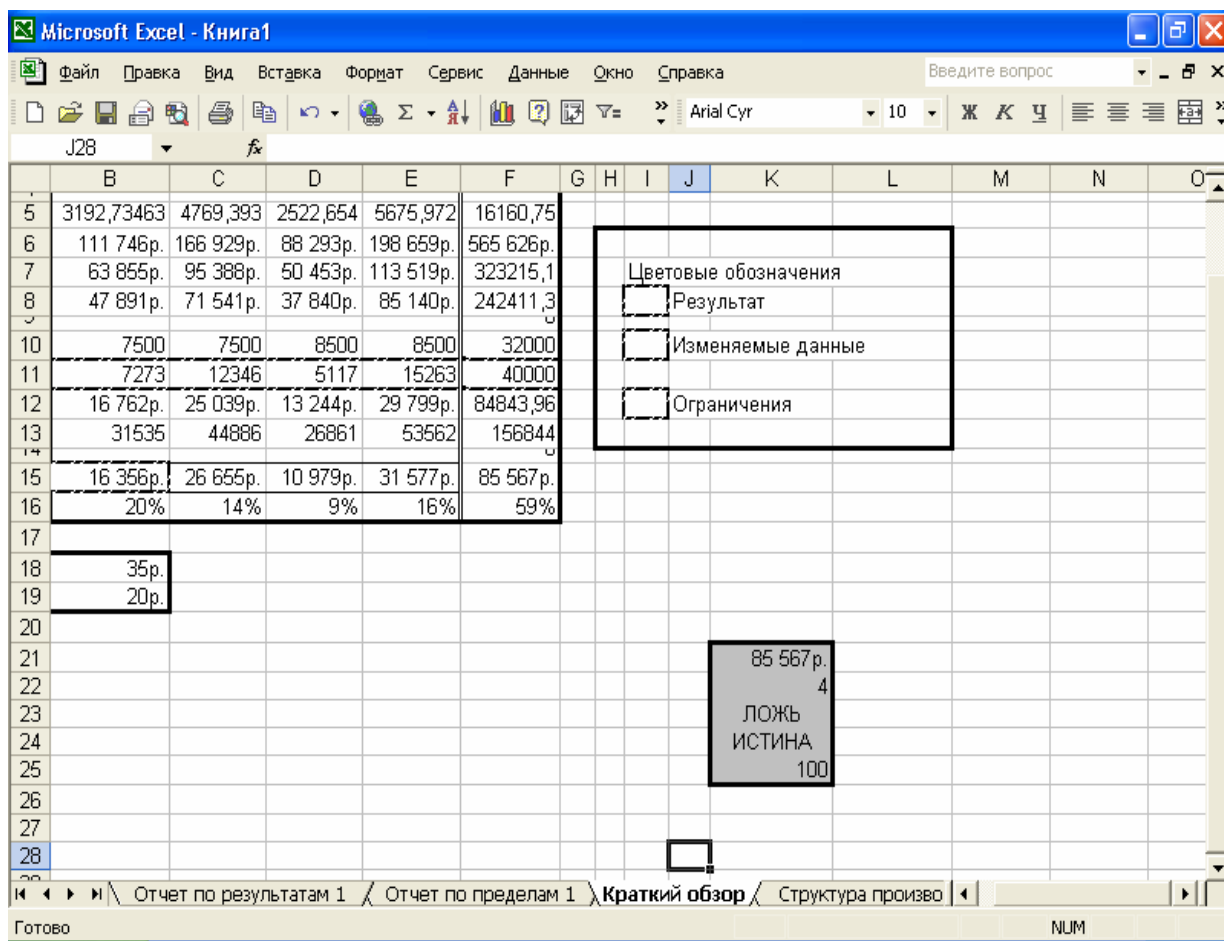 Microsoft Excel - Книга1
Файл Правка Вид Вставка Формат Сервис Данные Окно Справка Введите вопрос
Arial Cyr 10 Ж К Ч
J28 fx
B C D E F G H I J K L M N O
5 3192,73463 4769,393 2522,654 5675,972 16160,75
6 111 746р. 166 929р. 88 293р. 198 659р. 565 626р.
7 63 855р. 95 388р. 50 453р. 113 519р. 323215,1 Цветовые обозначения
8 47 891р. 71 541р. 37 840р. 85 140р. 242411,3 Результат
10 7500 7500 8500 8500 32000 Изменяемые данные
11 7273 12346 5117 15263 40000
12 16 762р. 25 039р. 13 244р. 29 799р. 84843,96 Ограничения
13 31535 44886 26861 53562 156844
15 16 356р. 26 655р. 10 979р. 31 577р. 85 567р.
16 20% 14% 9% 16% 59%
17
18 35р.
19 20р.
20
21 85 567р.
22 4
23 ЛОЖЬ
24 ИСТИНА
25 100
26
27
28
Отчет по результатам 1 Отчет по пределам 1 Краткий обзор Структура произво
Готово NUM